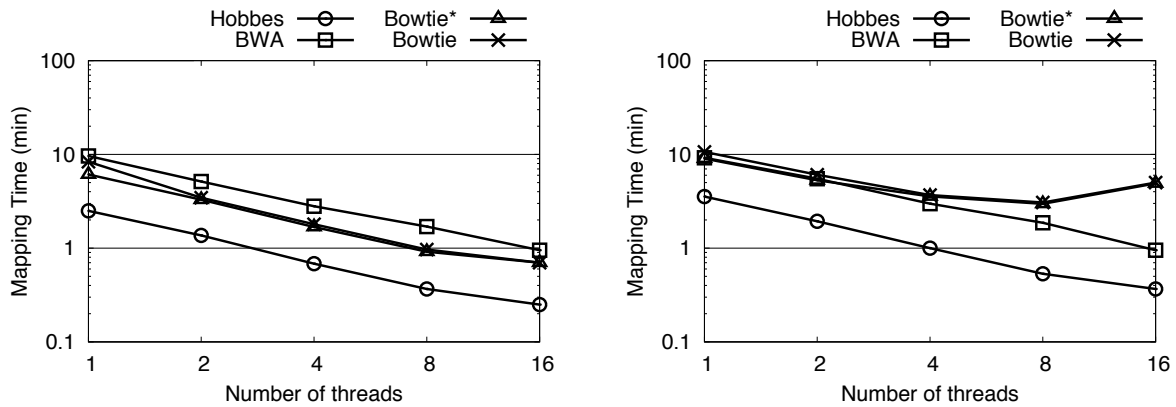 Hobbes Bowtie*
BWA Bowtie
100
10
1
0.1
Mapping Time (min)
1 2 4 8 16
Number of threads
Hobbes Bowtie*
BWA Bowtie
100
10
1
0.1
Mapping Time (min)
1 2 4 8 16
Number of threads